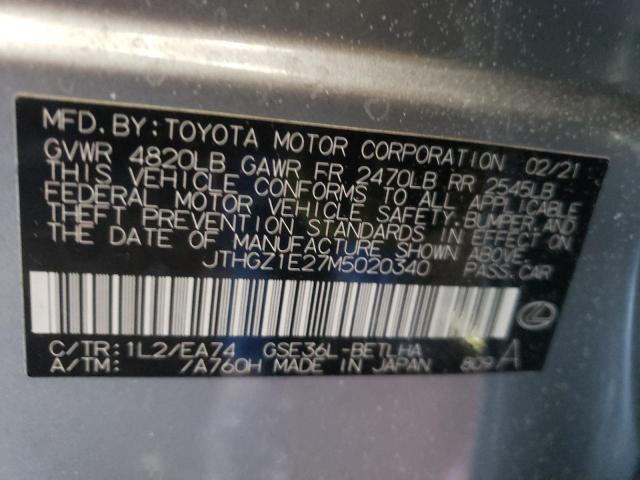 MFD. BY: TOYOTA MOTOR CORPORATION 02/21
GVWR 4820LB GAWR FR 2470LB RR 2545LB
THIS VEHICLE CONFORMS TO ALL APPLICABLE
FEDERAL MOTOR VEHICLE SAFETY, BUMPER, AND
THEFT PREVENTION STANDARDS IN EFFECT ON
THE DATE OF MANUFACTURE SHOWN ABOVE.
JTHGZ1E27M5020340 PASS. CAR
C/TR: 1L2/EA74 GSE36L-BETLHA
A/TM: /A760H MADE IN JAPAN 809 A